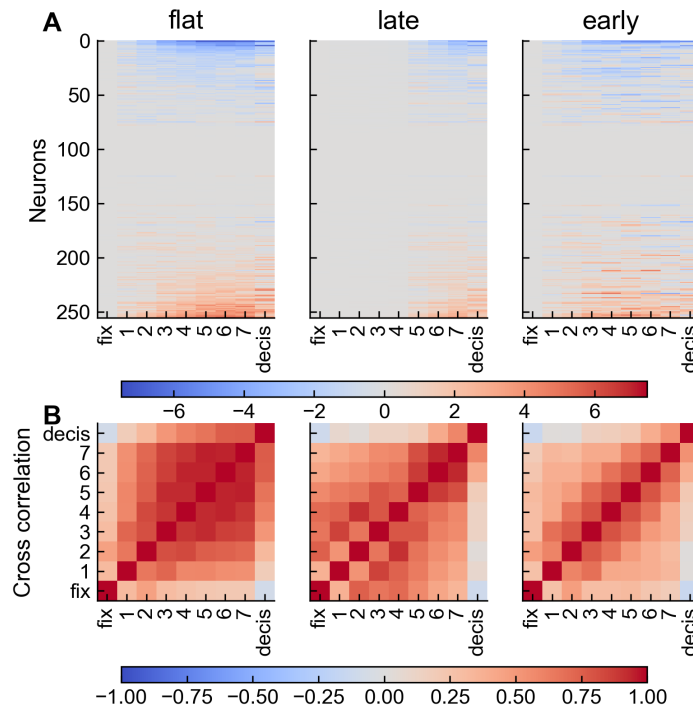 A
flat
late
early
0
50
100
150
200
250
Neurons
fix 1 2 3 4 5 6 7 decis
fix 1 2 3 4 5 6 7 decis
fix 1 2 3 4 5 6 7 decis
−6 −4 −2 0 2 4 6
B
decis
7
6
5
4
3
2
1
fix
Cross correlation
fix 1 2 3 4 5 6 7 decis
fix 1 2 3 4 5 6 7 decis
fix 1 2 3 4 5 6 7 decis
−1.00 −0.75 −0.50 −0.25 0.00 0.25 0.50 0.75 1.00